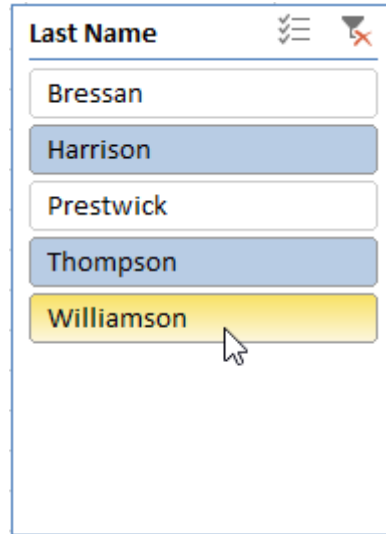 Last Name
Bressan
Harrison
Prestwick
Thompson
Williamson